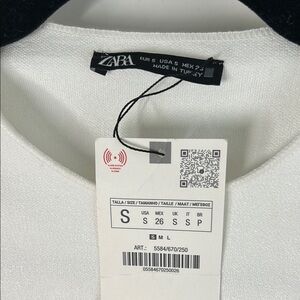 ZARA
EUR S USA S MEX 26
MADE IN TURKEY
TALLA / SIZE / TAMANHO / TAILLE / MAAT / ΜΕΓΕΘΟΣ
S
USA MEX UK IT BR
S 26 S S P
S M L
ART.: 5584/670/250
05584670250026